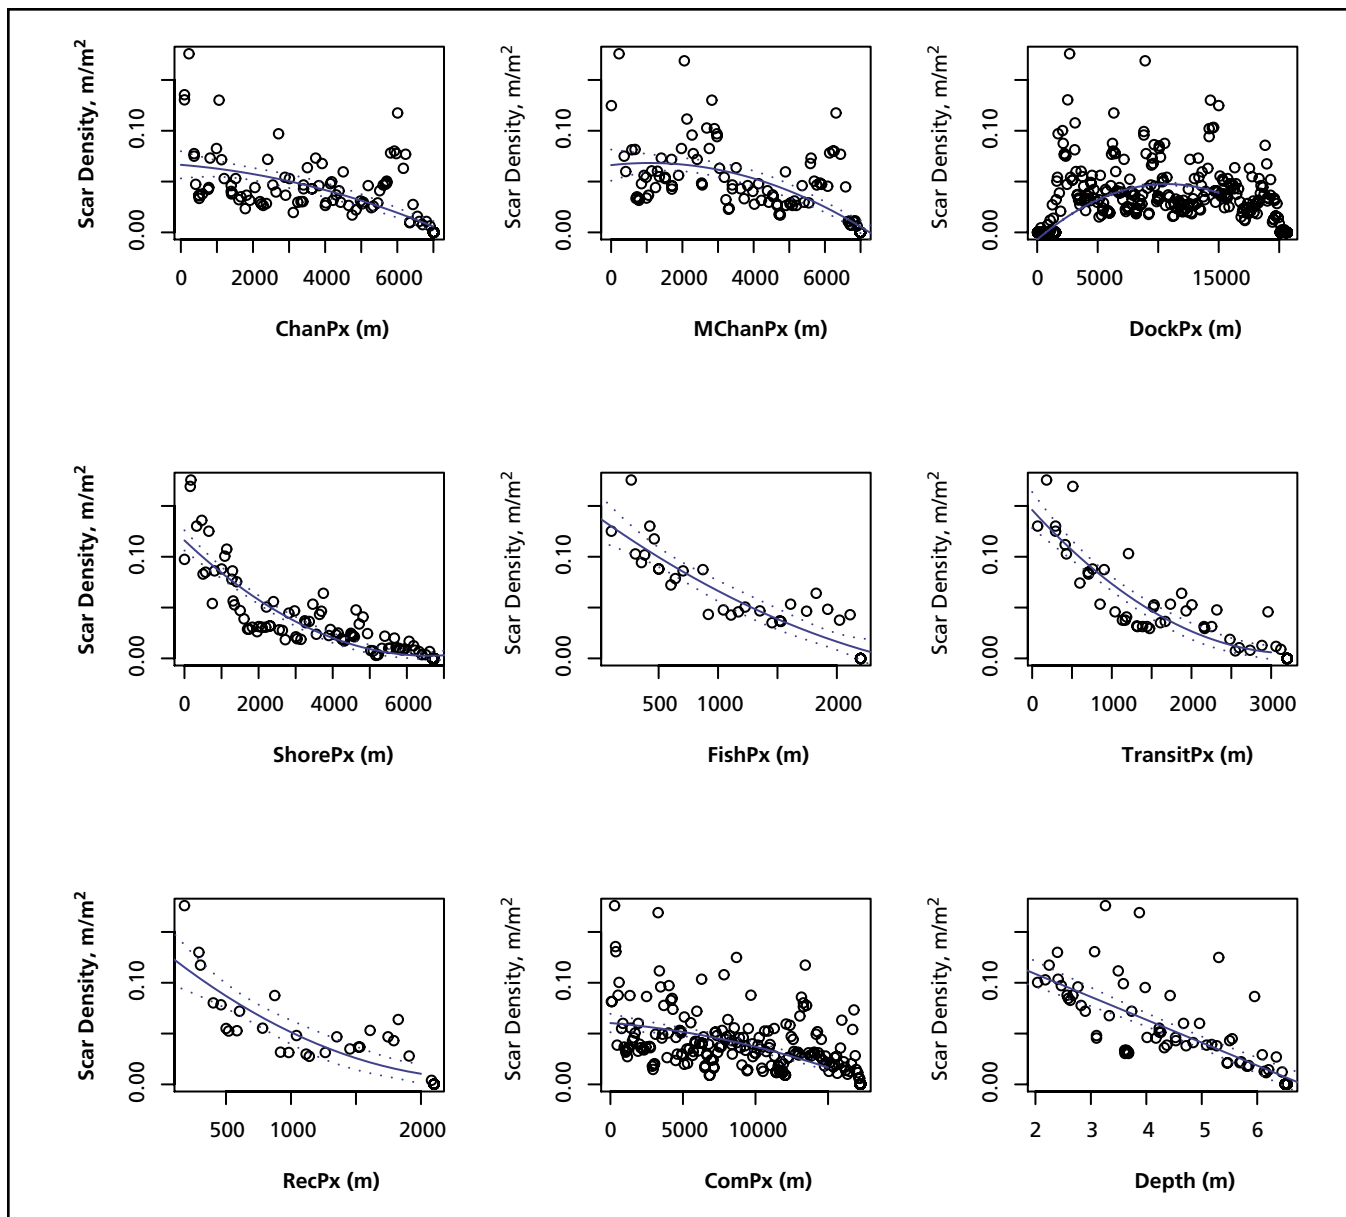 Scar Density, m/m²
0.00 0.10
0 2000 4000 6000
ChanPx (m)
Scar Density, m/m²
0.00 0.10
0 2000 4000 6000
MChanPx (m)
Scar Density, m/m²
0.00 0.10
0 5000 15000
DockPx (m)
Scar Density, m/m²
0.00 0.10
0 2000 4000 6000
ShorePx (m)
Scar Density, m/m²
0.00 0.10
500 1000 2000
FishPx (m)
Scar Density, m/m²
0.00 0.10
0 1000 2000 3000
TransitPx (m)
Scar Density, m/m²
0.00 0.10
500 1000 2000
RecPx (m)
Scar Density, m/m²
0.00 0.10
0 5000 10000
ComPx (m)
Scar Density, m/m²
0.00 0.10
2 3 4 5 6
Depth (m)